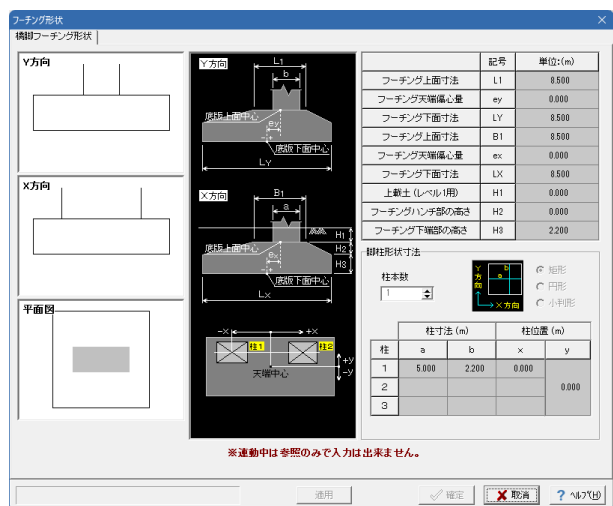 フーチング形状
橋脚フーチング形状
Y方向
X方向
平面図
Y方向
L1
b
底版上面中心
ey
- +
底版下面中心
LY
X方向
B1
a
H1
底版上面中心
H2
ex
H3
- +
底版下面中心
LX
-X +X
柱1 柱2
+Y
天端中心
-Y
記号 単位:(m)
フーチング上面寸法 L1 8.500
フーチング天端偏心量 ey 0.000
フーチング下面寸法 LY 8.500
フーチング上面寸法 B1 8.500
フーチング天端偏心量 ex 0.000
フーチング下面寸法 LX 8.500
上載土(レベル1用) H1 0.000
フーチングハンチ部の高さ H2 0.000
フーチング下端部の高さ H3 2.200
脚柱形状寸法
柱本数
1
Y方向
b
a
X方向
矩形
円形
小判形
柱寸法 (m) 柱位置 (m)
柱 a b x y
1 5.000 2.200 0.000
2 0.000
3
※連動中は参照のみで入力は出来ません。
適用 確定 取消 ? ヘルプ(H)